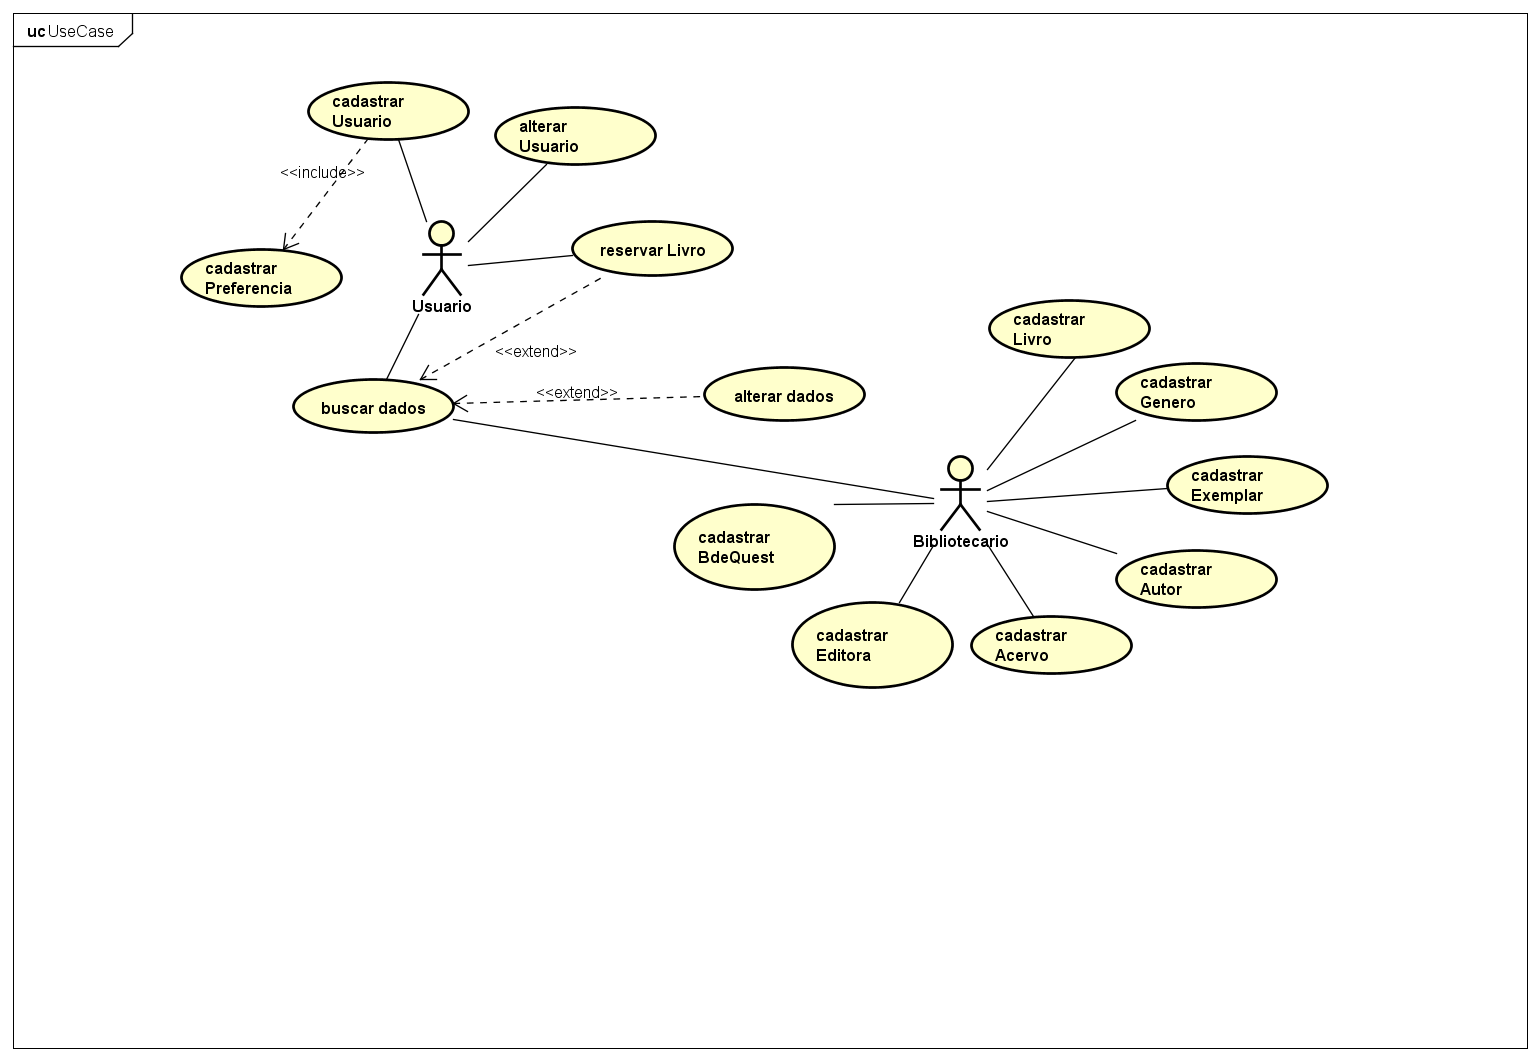 uc UseCase
cadastrar
Usuario
alterar
Usuario
<<include>>
reservar Livro
cadastrar
Preferencia
Usuario
cadastrar
Livro
<<extend>>
cadastrar
Genero
<<extend>>
alterar dados
buscar dados
cadastrar
Exemplar
Bibliotecario
cadastrar
BdeQuest
cadastrar
Autor
cadastrar
Editora
cadastrar
Acervo